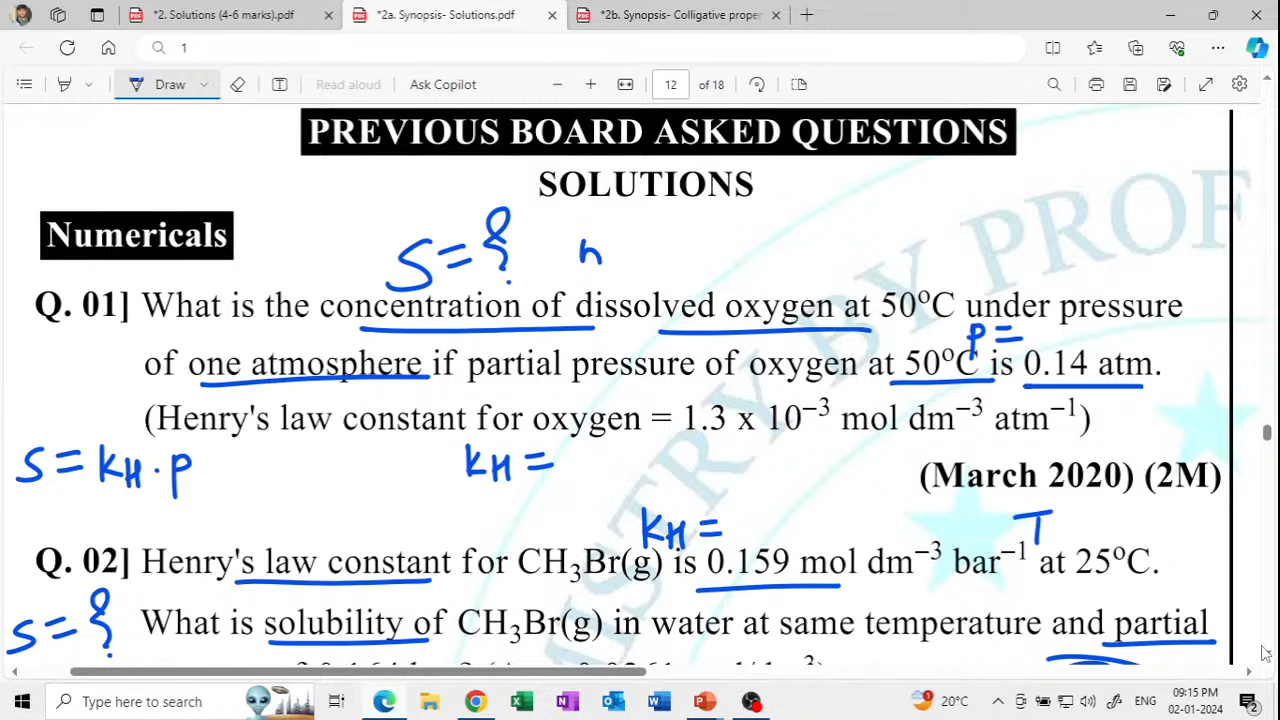 *2. Solutions (4-6 marks).pdf
*2a. Synopsis- Solutions.pdf
*2b. Synopsis- Colligative proper
1
Draw
Read aloud
Ask Copilot
12
of 18
PREVIOUS BOARD ASKED QUESTIONS
SOLUTIONS
Numericals
S = ?
Q. 01] What is the concentration of dissolved oxygen at 50°C under pressure
P =
of one atmosphere if partial pressure of oxygen at 50°C is 0.14 atm.
(Henry's law constant for oxygen = 1.3 x 10⁻³ mol dm⁻³ atm⁻¹)
S = KH . P
KH =
(March 2020) (2M)
KH =
T
Q. 02] Henry's law constant for CH₃Br(g) is 0.159 mol dm⁻³ bar⁻¹ at 25°C.
S = ?
What is solubility of CH₃Br(g) in water at same temperature and partial
MISTRY BY PROF
Type here to search
20°C
ENG
09:15 PM
02-01-2024
2